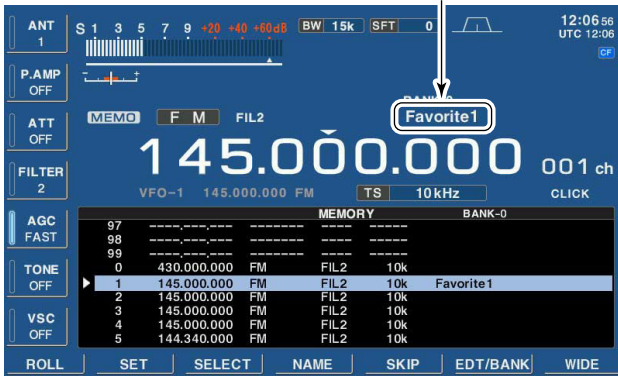 ANT
1
S 1 3 5 7 9 +20 +40 +60dB
BW 15k
SFT 0
12:06 56
UTC 12:06
CF
P.AMP
OFF
BANK-0
ATT
OFF
MEMO
F M
FIL2
Favorite1
145.000.000
001 ch
FILTER
2
VFO-1 145.000.000 FM
TS 10kHz
CLICK
AGC
FAST
MEMORY BANK-0
97 ----,---,--- ------- ---- -----
98 ----,---,--- ------- ---- -----
99 ----,---,--- ------- ---- -----
TONE
OFF
0 430.000.000 FM FIL2 10k
1 145.000.000 FM FIL2 10k Favorite1
2 145.000.000 FM FIL2 10k
3 145.000.000 FM FIL2 10k
4 145.000.000 FM FIL2 10k
5 144.340.000 FM FIL2 10k
VSC
OFF
ROLL SET SELECT NAME SKIP EDT/BANK WIDE